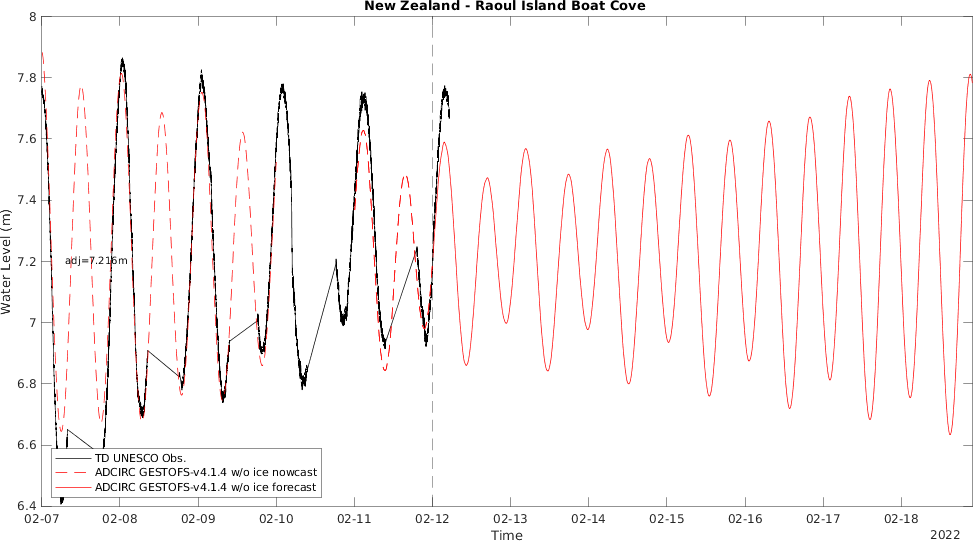 New Zealand - Raoul Island Boat Cove
8
7.8
7.6
7.4
7.2
7
6.8
6.6
6.4
Water Level (m)
adj=7.216m
TD UNESCO Obs.
ADCIRC GESTOFS-v4.1.4 w/o ice nowcast
ADCIRC GESTOFS-v4.1.4 w/o ice forecast
02-07 02-08 02-09 02-10 02-11 02-12 02-13 02-14 02-15 02-16 02-17 02-18
Time
2022